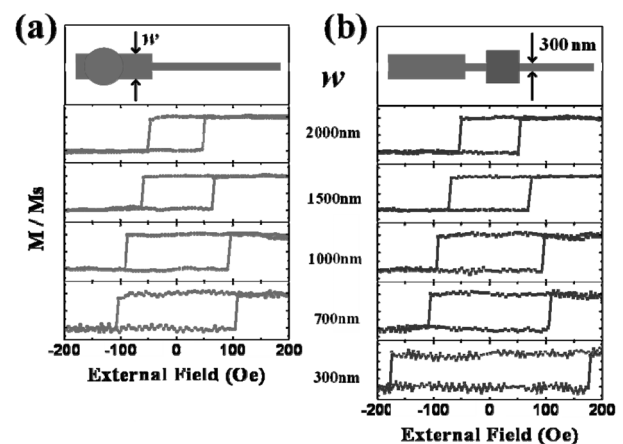 (a)
w
(b)
300 nm
w
2000nm
1500nm
1000nm
700nm
300nm
M / Ms
-200 -100 0 100 200
External Field (Oe)
-200 -100 0 100 200
External Field (Oe)